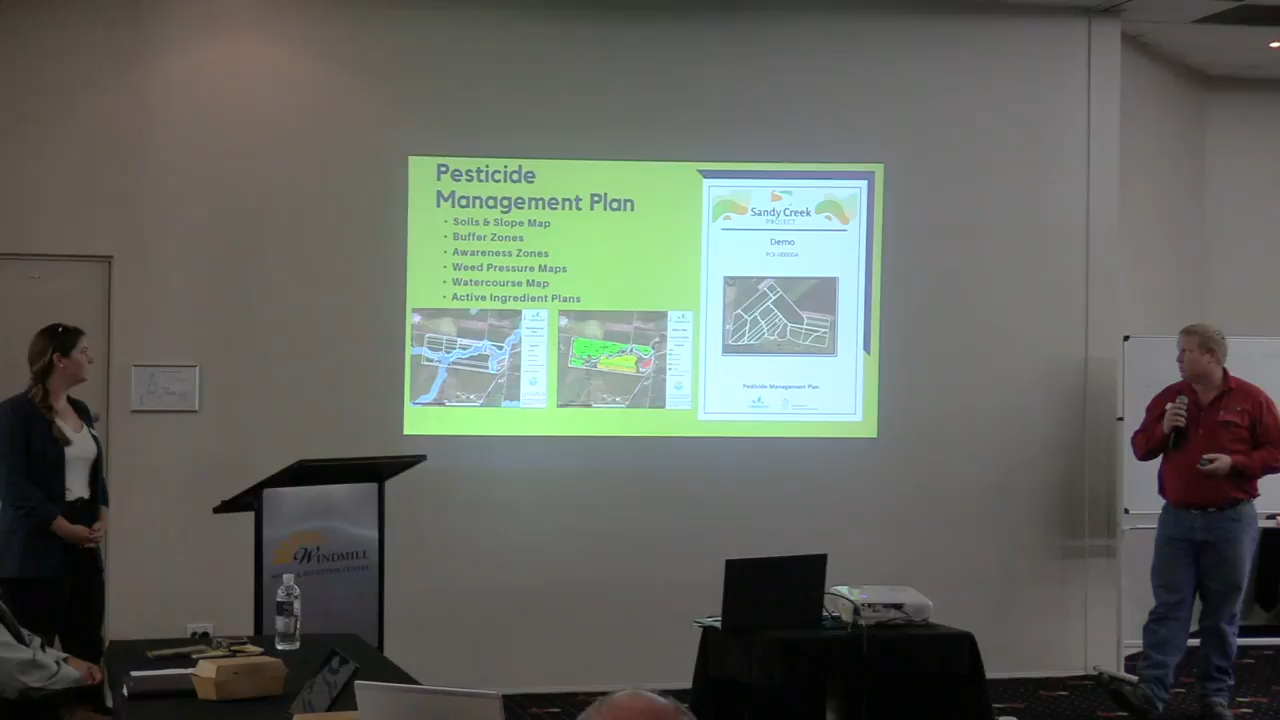 Pesticide
Management Plan
• Soils & Slope Map
• Buffer Zones
• Awareness Zones
• Weed Pressure Maps
• Watercourse Map
• Active Ingredient Plans
Sandy Creek
PROJECT
Demo
Pesticide Management Plan
WINDMILL